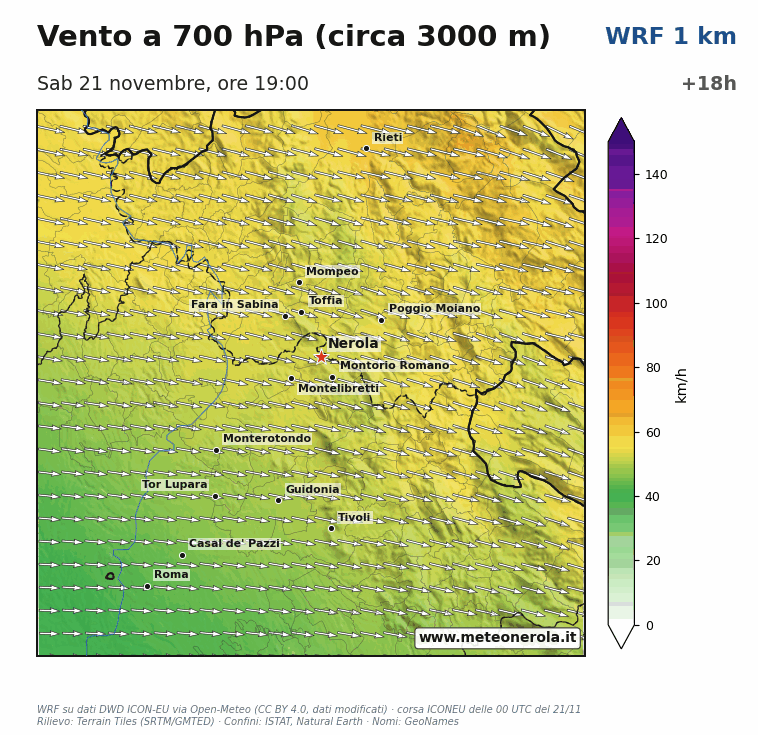 Vento a 700 hPa (circa 3000 m)
WRF 1 km
Sab 21 novembre, ore 19:00
+18h
Rieti
Mompeo
Fara in Sabina
Toffia
Poggio Moiano
Nerola
Montorio Romano
Montelibretti
Monterotondo
Tor Lupara
Guidonia
Tivoli
Casal de' Pazzi
Roma
www.meteonerola.it
140
120
100
80
60
40
20
0
km/h
WRF su dati DWD ICON-EU via Open-Meteo (CC BY 4.0, dati modificati) · corsa ICONEU delle 00 UTC del 21/11
Rilievo: Terrain Tiles (SRTM/GMTED) · Confini: ISTAT, Natural Earth · Nomi: GeoNames